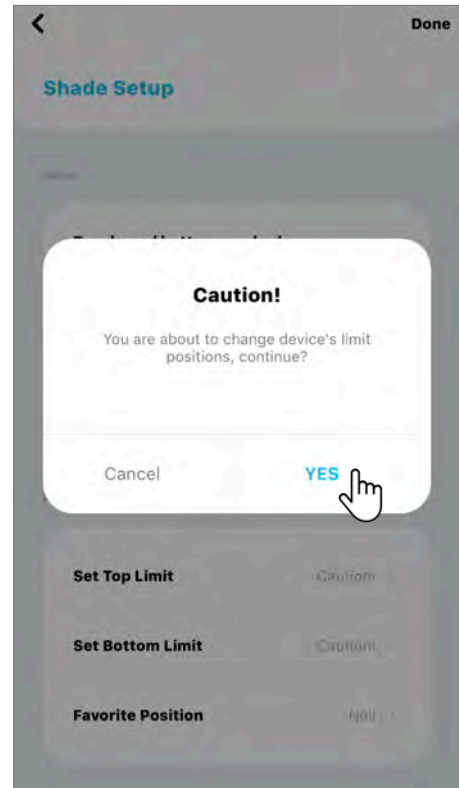 Done
Shade Setup
Caution!
You are about to change device's limit
positions, continue?
Cancel YES
Set Top Limit Caution!
Set Bottom Limit Caution!
Favorite Position Null